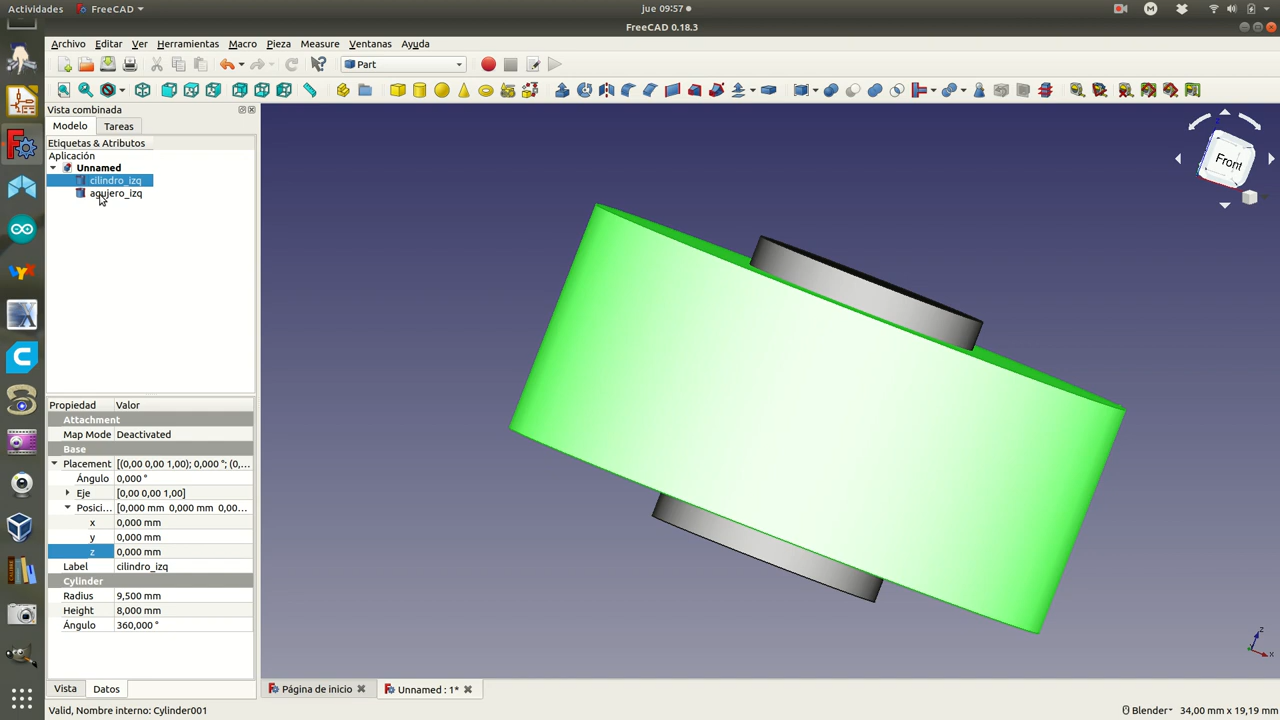 Actividades FreeCAD jue 09:57
FreeCAD 0.18.3
Archivo Editar Ver Herramientas Macro Pieza Measure Ventanas Ayuda
Part
Vista combinada
Modelo Tareas
Etiquetas & Atributos
Aplicación
Unnamed
cilindro_izq
agujero_izq
Front
Propiedad Valor
Attachment
Map Mode Deactivated
Base
Placement [(0,00 0,00 1,00); 0,000 °; (0,...
Ángulo 0,000 °
Eje [0,00 0,00 1,00]
Posici... [0,000 mm 0,000 mm 0,00...
x 0,000 mm
y 0,000 mm
z 0,000 mm
Label cilindro_izq
Cylinder
Radius 9,500 mm
Height 8,000 mm
Ángulo 360,000 °
z
x
Vista Datos Página de inicio Unnamed : 1*
Valid, Nombre interno: Cylinder001 Blender 34,00 mm x 19,19 mm